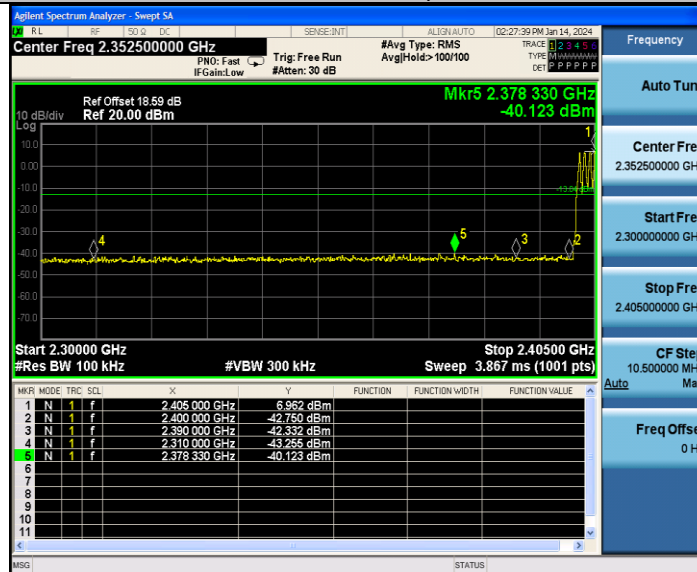 Agilent Spectrum Analyzer - Swept SA
RL RF 50 Ω DC SENSE:INT ALIGN AUTO 02:27:39 PM Jan 14, 2024
Center Freq 2.352500000 GHz #Avg Type: RMS TRACE 1 2 3 4 5 6
PNO: Fast Trig: Free Run Avg|Hold:>100/100 TYPE M
IFGain:Low #Atten: 30 dB DET P P P P P P
Ref Offset 18.59 dB Mkr5 2.378 330 GHz
10 dB/div Ref 20.00 dBm -40.123 dBm
Log
10.0
0.00
-10.0
-20.0
-30.0
-40.0
-50.0
-60.0
-70.0
1
2
3
4
5
Start 2.30000 GHz Stop 2.40500 GHz
#Res BW 100 kHz #VBW 300 kHz Sweep 3.867 ms (1001 pts)
MKR MODE TRC SCL X Y FUNCTION FUNCTION WIDTH FUNCTION VALUE
1 N 1 f 2.405 000 GHz 6.962 dBm
2 N 1 f 2.400 000 GHz -42.750 dBm
3 N 1 f 2.390 000 GHz -42.332 dBm
4 N 1 f 2.310 000 GHz -43.255 dBm
5 N 1 f 2.378 330 GHz -40.123 dBm
6
7
8
9
10
11
MSG STATUS
Frequency
Auto Tun
Center Fre
2.352500000 GH
Start Fre
2.300000000 GH
Stop Fre
2.405000000 GH
CF Ste
10.500000 MH
Auto Ma
Freq Offse
0 H